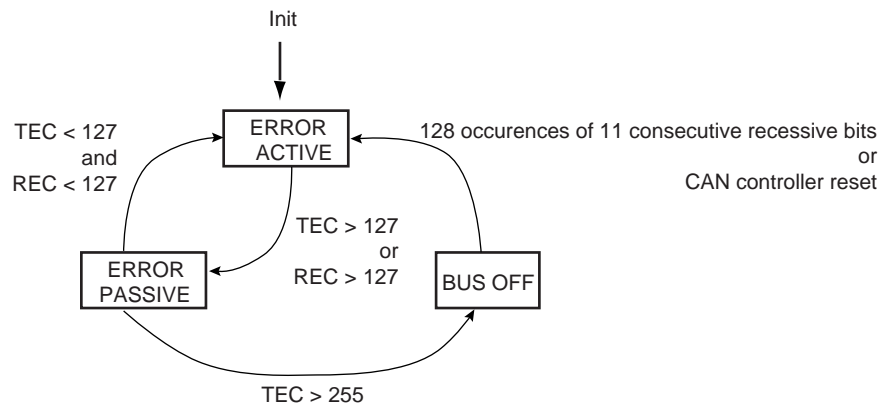 Init
TEC < 127
and
REC < 127
ERROR
ACTIVE
128 occurences of 11 consecutive recessive bits
or
CAN controller reset
TEC > 127
or
REC > 127
ERROR
PASSIVE
BUS OFF
TEC > 255